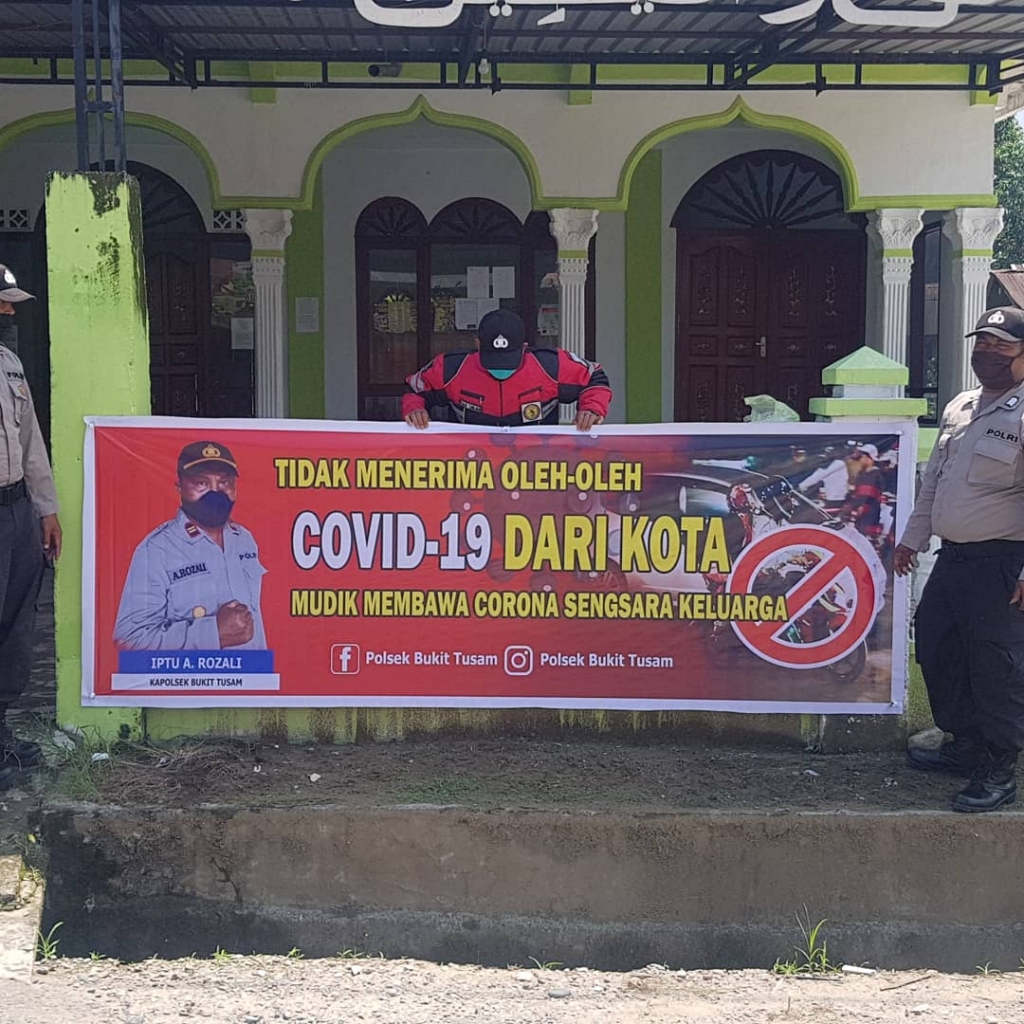 TIDAK MENERIMA OLEH-OLEH
COVID-19 DARI KOTA
MUDIK MEMBAWA CORONA SENGSARA KELUARGA
Polsek Bukit Tusam Polsek Bukit Tusam
A.ROZALI
IPTU A. ROZALI
KAPOLSEK BUKIT TUSAM
POLRI